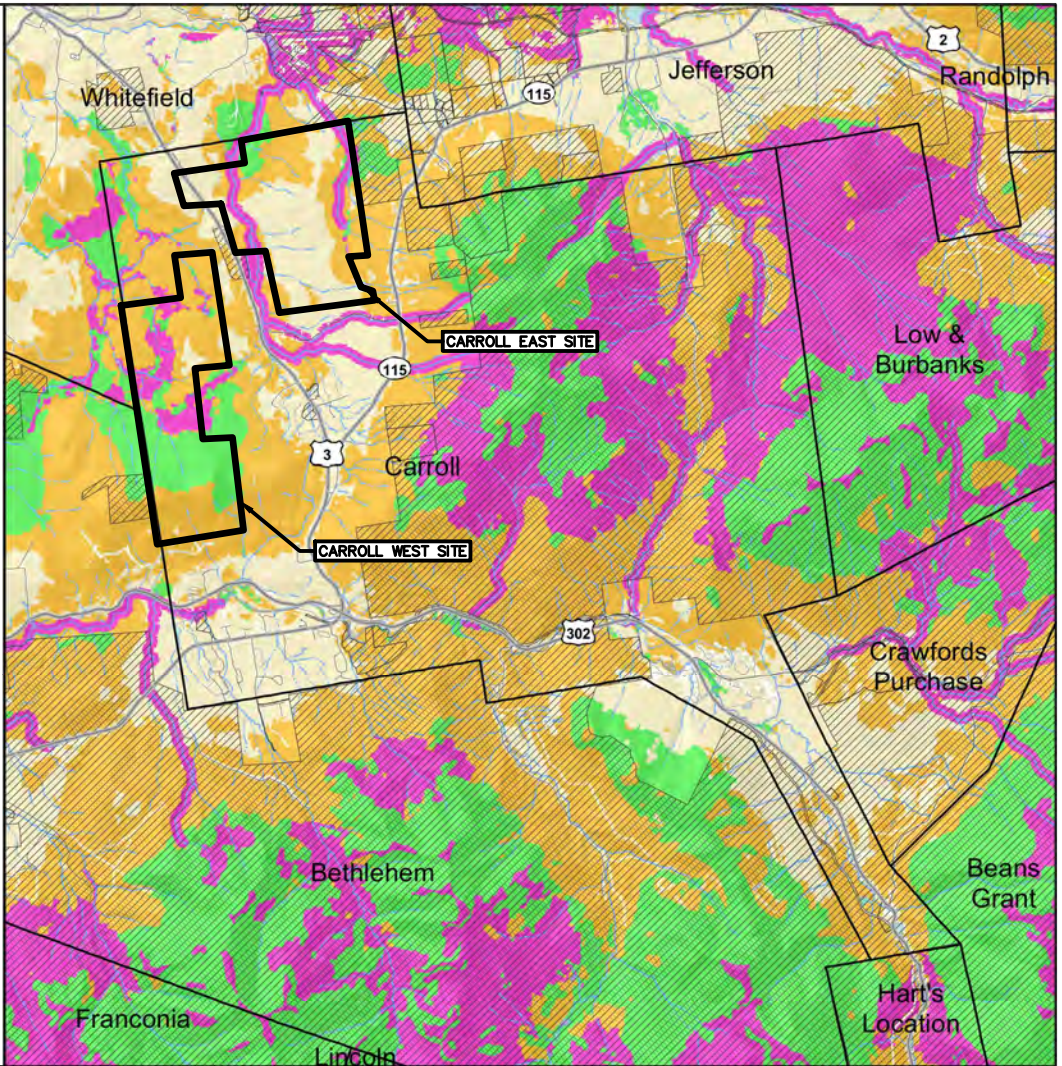 2
Jefferson
Randolph
Whitefield
115
CARROLL EAST SITE
Low &
Burbanks
115
3
Carroll
CARROLL WEST SITE
302
Crawfords
Purchase
Bethlehem
Beans
Grant
Franconia
Hart's
Location
Lincoln